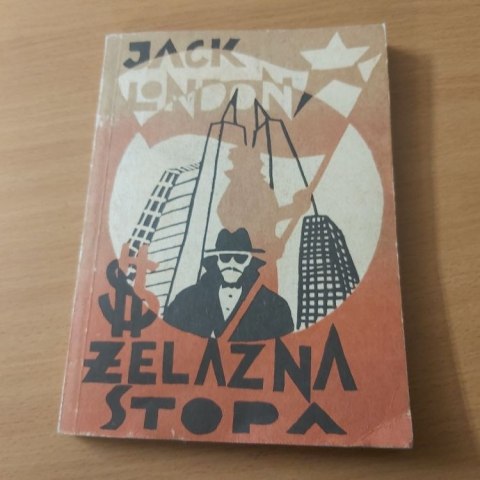 JACK
LONDON
$
ŻELAZNA
STOPA